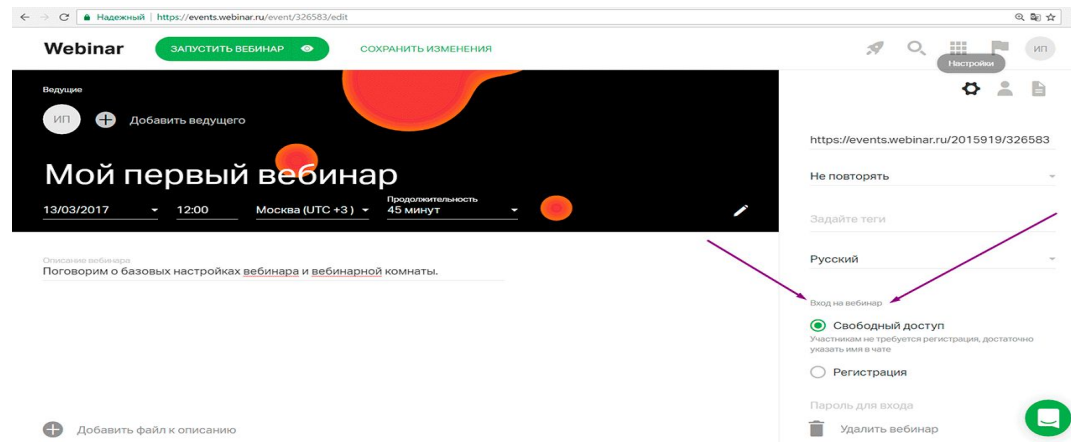 Надежный | https://events.webinar.ru/event/326583/edit
Webinar
ЗАПУСТИТЬ ВЕБИНАР
СОХРАНИТЬ ИЗМЕНЕНИЯ
ИП
Настройки
Ведущие
ИП
Добавить ведущего
Мой первый вебинар
Продолжительность
13/03/2017 12:00 Москва (UTC +3 ) 45 минут
Описание вебинара
Поговорим о базовых настройках вебинара и вебинарной комнаты.
Добавить файл к описанию
https://events.webinar.ru/2015919/326583
Не повторять
Задайте теги
Русский
Вход на вебинар
Свободный доступ
Участникам не требуется регистрация, достаточно
указать имя в чате
Регистрация
Пароль для входа
Удалить вебинар